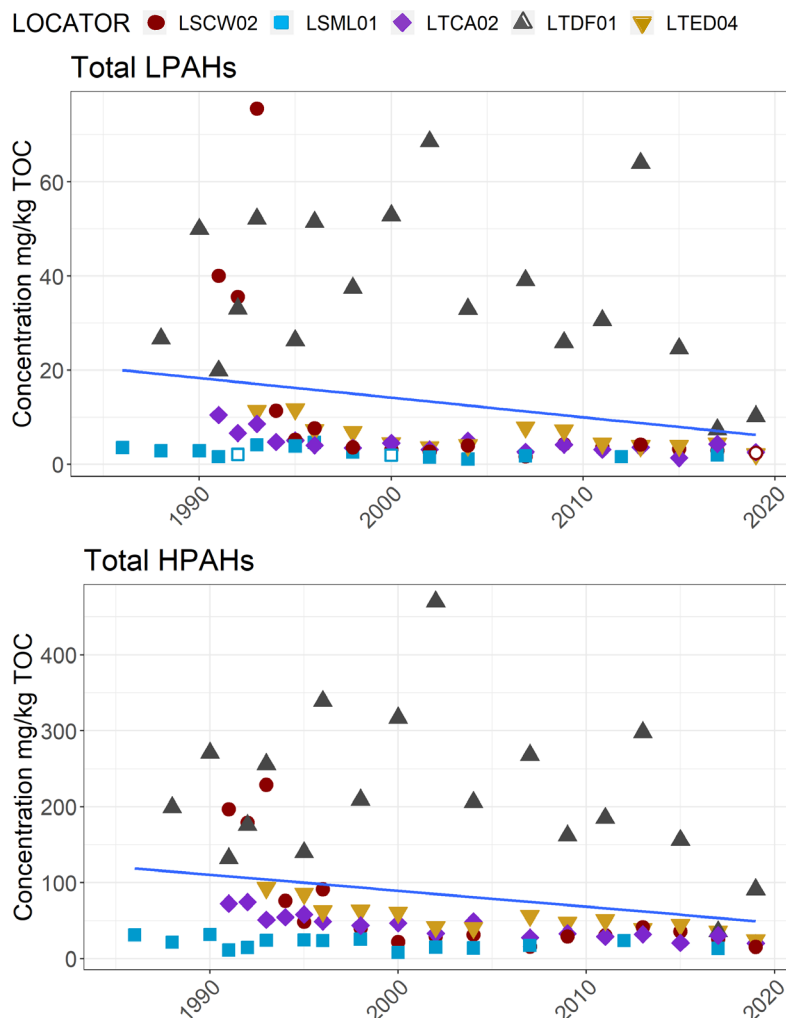 LOCATOR LSCW02 LSML01 LTCA02 LTDF01 LTED04
Total LPAHs
Concentration mg/kg TOC
60
40
20
0
1990 2000 2010 2020
Total HPAHs
Concentration mg/kg TOC
400
300
200
100
0
1990 2000 2010 2020